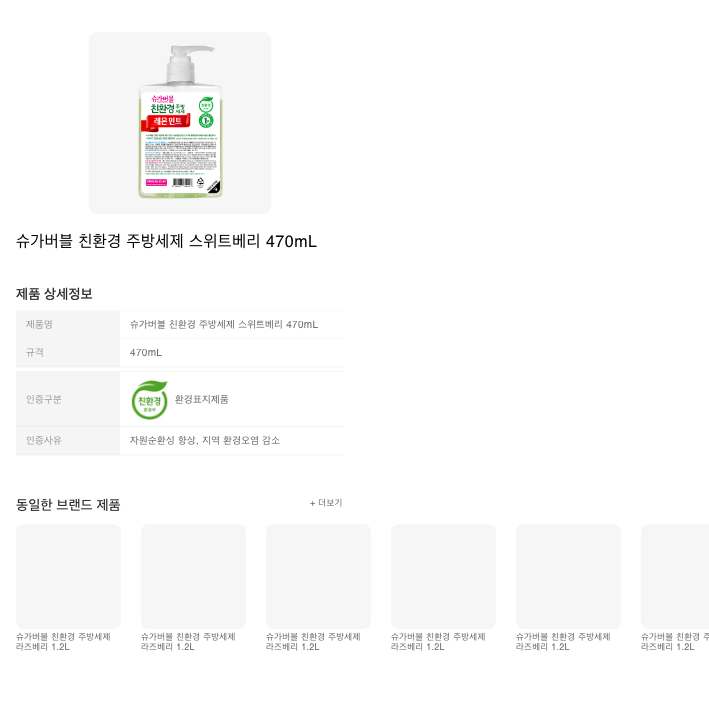 슈가버블
친환경 주방세제
레몬 민트
슈가버블 친환경 주방세제 스위트베리 470mL
제품 상세정보
제품명 슈가버블 친환경 주방세제 스위트베리 470mL
규격 470mL
인증구분 친환경 환경표지제품
인증사유 자원순환성 향상, 지역 환경오염 감소
동일한 브랜드 제품 + 더보기
슈가버블 친환경 주방세제
라즈베리 1.2L
슈가버블 친환경 주방세제
라즈베리 1.2L
슈가버블 친환경 주방세제
라즈베리 1.2L
슈가버블 친환경 주방세제
라즈베리 1.2L
슈가버블 친환경 주방세제
라즈베리 1.2L
슈가버블 친환경 주
라즈베리 1.2L